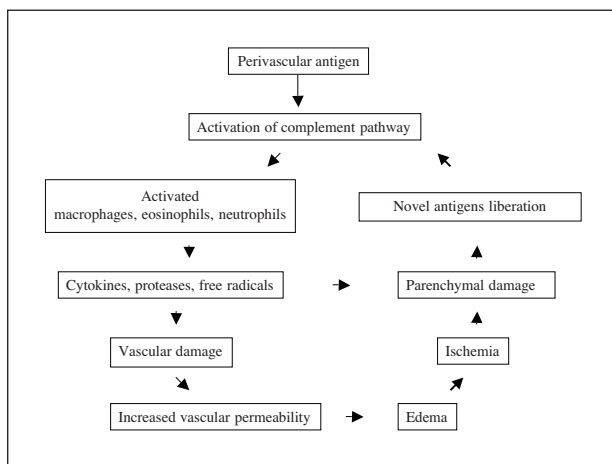 Perivascular antigen
Activation of complement pathway
Activated
macrophages, eosinophils, neutrophils
Novel antigens liberation
Cytokines, proteases, free radicals
Parenchymal damage
Vascular damage
Ischemia
Increased vascular permeability
Edema